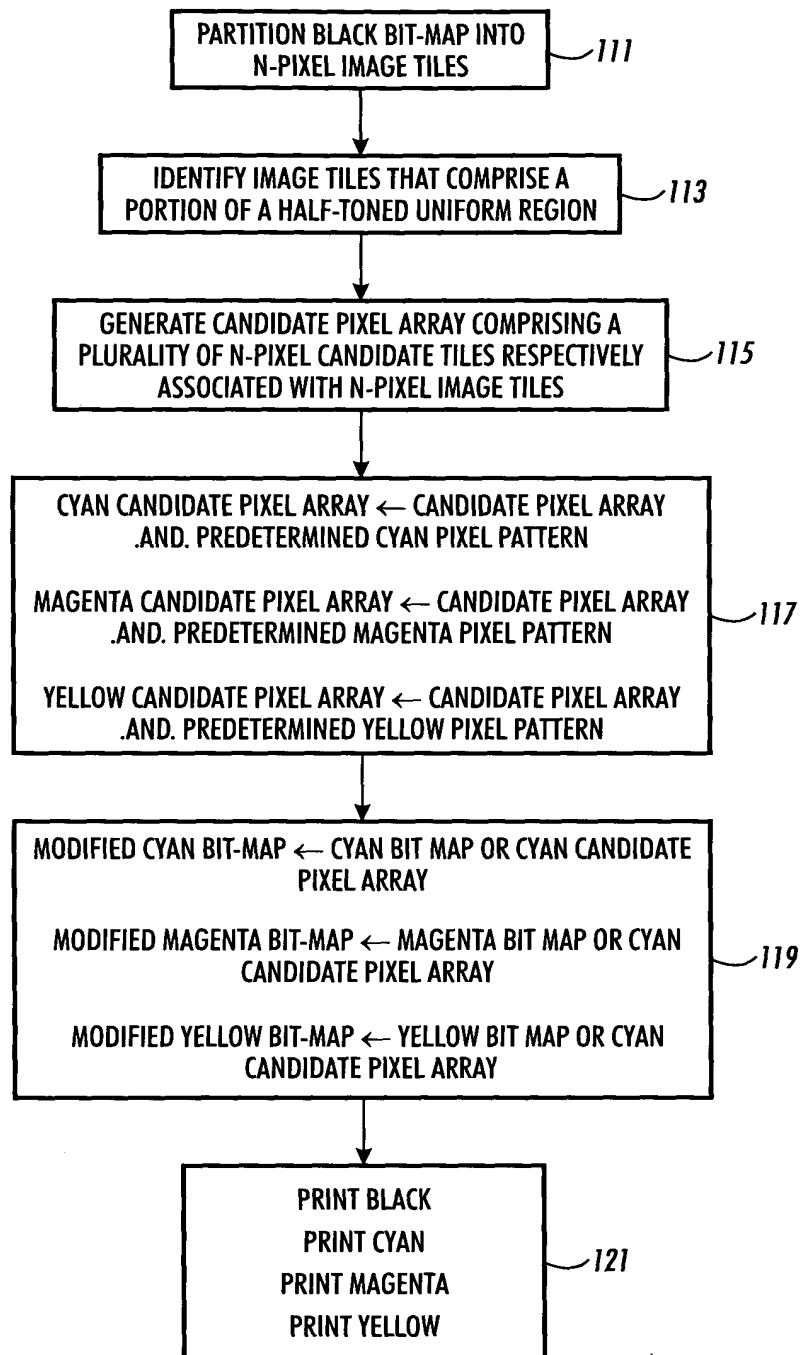 PARTITION BLACK BIT-MAP INTO
N-PIXEL IMAGE TILES
111
IDENTIFY IMAGE TILES THAT COMPRISE A
PORTION OF A HALF-TONED UNIFORM REGION
113
GENERATE CANDIDATE PIXEL ARRAY COMPRISING A
PLURALITY OF N-PIXEL CANDIDATE TILES RESPECTIVELY
ASSOCIATED WITH N-PIXEL IMAGE TILES
115
CYAN CANDIDATE PIXEL ARRAY ← CANDIDATE PIXEL ARRAY
.AND. PREDETERMINED CYAN PIXEL PATTERN
MAGENTA CANDIDATE PIXEL ARRAY ← CANDIDATE PIXEL ARRAY
.AND. PREDETERMINED MAGENTA PIXEL PATTERN
YELLOW CANDIDATE PIXEL ARRAY ← CANDIDATE PIXEL ARRAY
.AND. PREDETERMINED YELLOW PIXEL PATTERN
117
MODIFIED CYAN BIT-MAP ← CYAN BIT MAP OR CYAN CANDIDATE
PIXEL ARRAY
MODIFIED MAGENTA BIT-MAP ← MAGENTA BIT MAP OR CYAN
CANDIDATE PIXEL ARRAY
MODIFIED YELLOW BIT-MAP ← YELLOW BIT MAP OR CYAN
CANDIDATE PIXEL ARRAY
119
PRINT BLACK
PRINT CYAN
PRINT MAGENTA
PRINT YELLOW
121